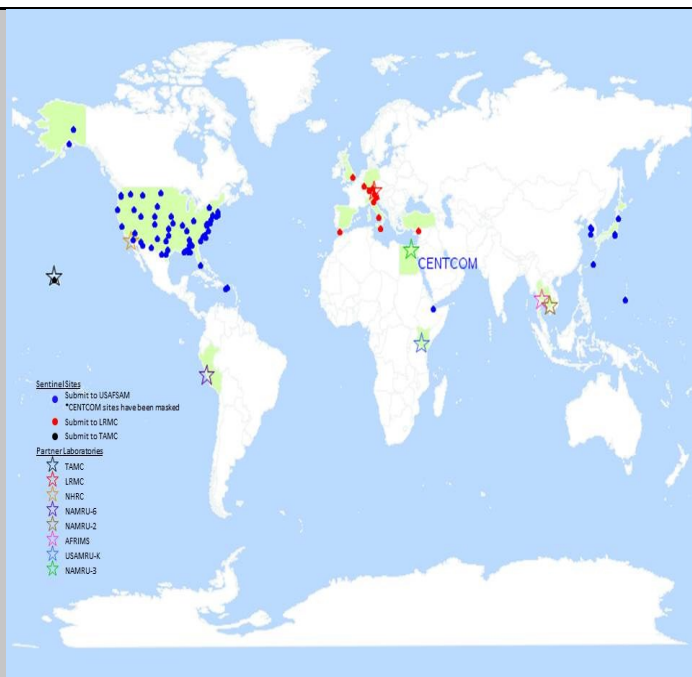 CENTCOM
Sentinel Sites
Submit to USAFSAM
*CENTCOM sites have been masked
Submit to LRMC
Submit to TAMC
Partner Laboratories
TAMC
LRMC
NHRC
NAMRU-6
NAMRU-2
AFRIMS
USAMRU-K
NAMRU-3